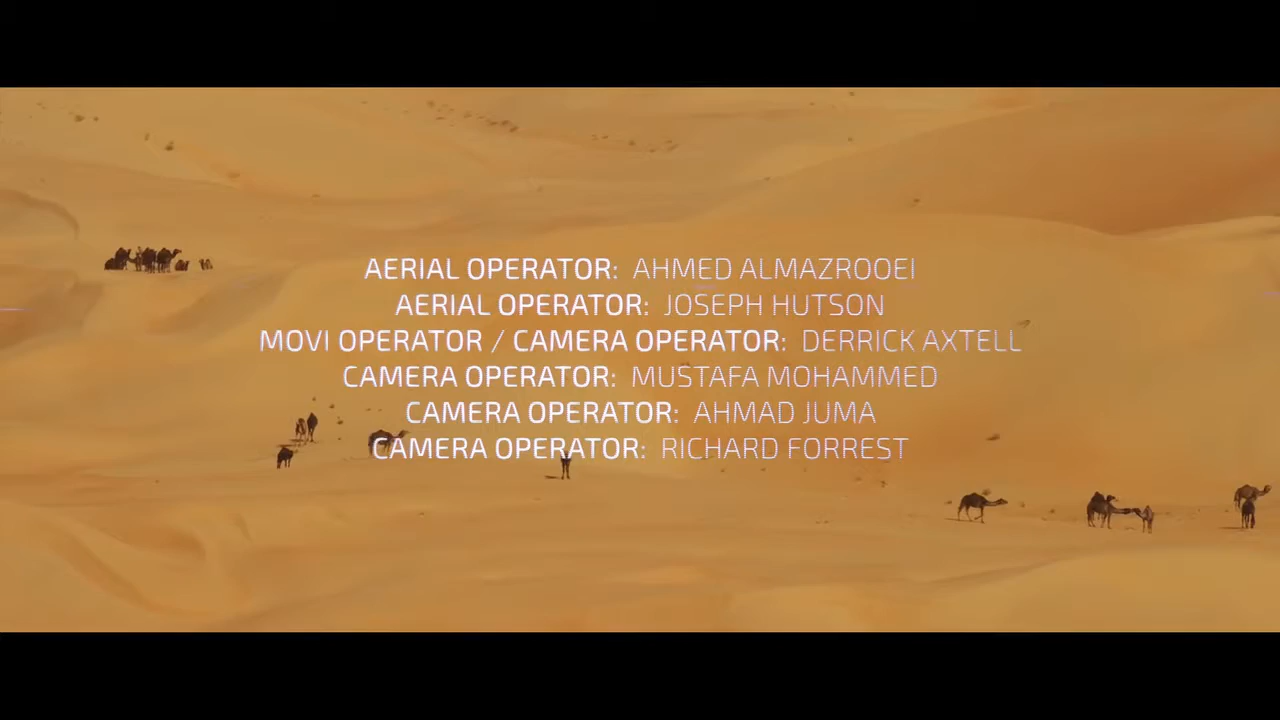 AERIAL OPERATOR: AHMED ALMAZROOEI
AERIAL OPERATOR: JOSEPH HUTSON
MOVI OPERATOR / CAMERA OPERATOR: DERRICK AXTELL
CAMERA OPERATOR: MUSTAFA MOHAMMED
CAMERA OPERATOR: AHMAD JUMA
CAMERA OPERATOR: RICHARD FORREST